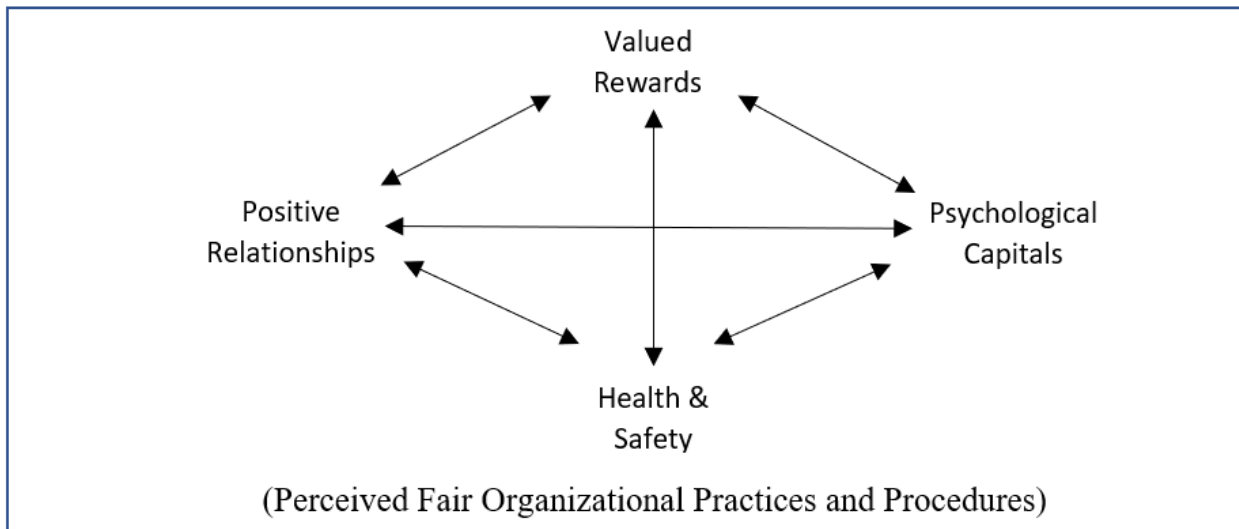 Valued
Rewards
Positive
Relationships
Psychological
Capitals
Health &
Safety
(Perceived Fair Organizational Practices and Procedures)